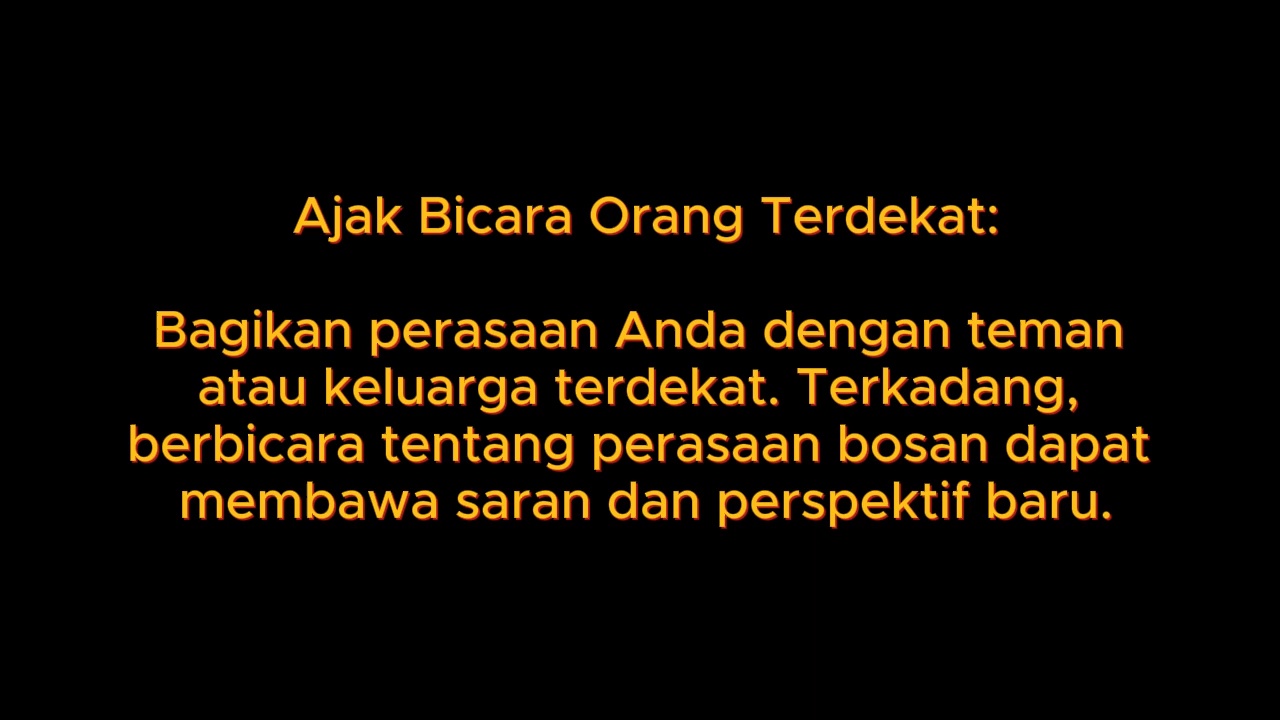 Ajak Bicara Orang Terdekat:
Bagikan perasaan Anda dengan teman
atau keluarga terdekat. Terkadang,
berbicara tentang perasaan bosan dapat
membawa saran dan perspektif baru.